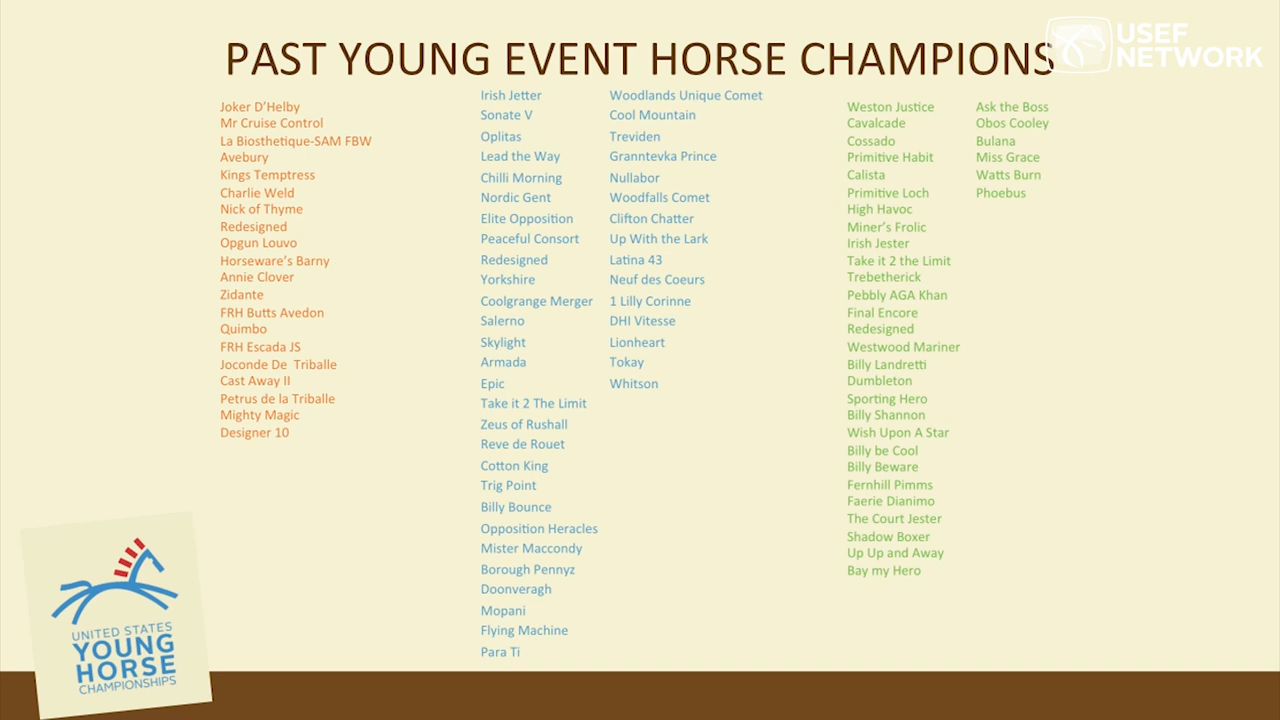 USEF
NETWORK
PAST YOUNG EVENT HORSE CHAMPIONS
Joker D'Helby
Mr Cruise Control
La Biosthetique-SAM FBW
Avebury
Kings Temptress
Charlie Weld
Nick of Thyme
Redesigned
Opgun Louvo
Horseware's Barny
Annie Clover
Zidante
FRH Butts Avedon
Quimbo
FRH Escada JS
Joconde De Triballe
Cast Away II
Petrus de la Triballe
Mighty Magic
Designer 10
Irish Jetter
Sonate V
Oplitas
Lead the Way
Chilli Morning
Nordic Gent
Elite Opposition
Peaceful Consort
Redesigned
Yorkshire
Coolgrange Merger
Salerno
Skylight
Armada
Epic
Take it 2 The Limit
Zeus of Rushall
Reve de Rouet
Cotton King
Trig Point
Billy Bounce
Opposition Heracles
Mister Maccondy
Borough Pennyz
Doonveragh
Mopani
Flying Machine
Para Ti
Woodlands Unique Comet
Cool Mountain
Treviden
Granntevka Prince
Nullabor
Woodfalls Comet
Clifton Chatter
Up With the Lark
Latina 43
Neuf des Coeurs
1 Lilly Corinne
DHI Vitesse
Lionheart
Tokay
Whitson
Weston Justice
Cavalcade
Cossado
Primitive Habit
Calista
Primitive Loch
High Havoc
Miner's Frolic
Irish Jester
Take it 2 the Limit
Trebetherick
Pebbly AGA Khan
Final Encore
Redesigned
Westwood Mariner
Billy Landretti
Dumbleton
Sporting Hero
Billy Shannon
Wish Upon A Star
Billy be Cool
Billy Beware
Fernhill Pimms
Faerie Dianimo
The Court Jester
Shadow Boxer
Up Up and Away
Bay my Hero
Ask the Boss
Obos Cooley
Bulana
Miss Grace
Watts Burn
Phoebus
UNITED STATES
YOUNG
HORSE
CHAMPIONSHIPS